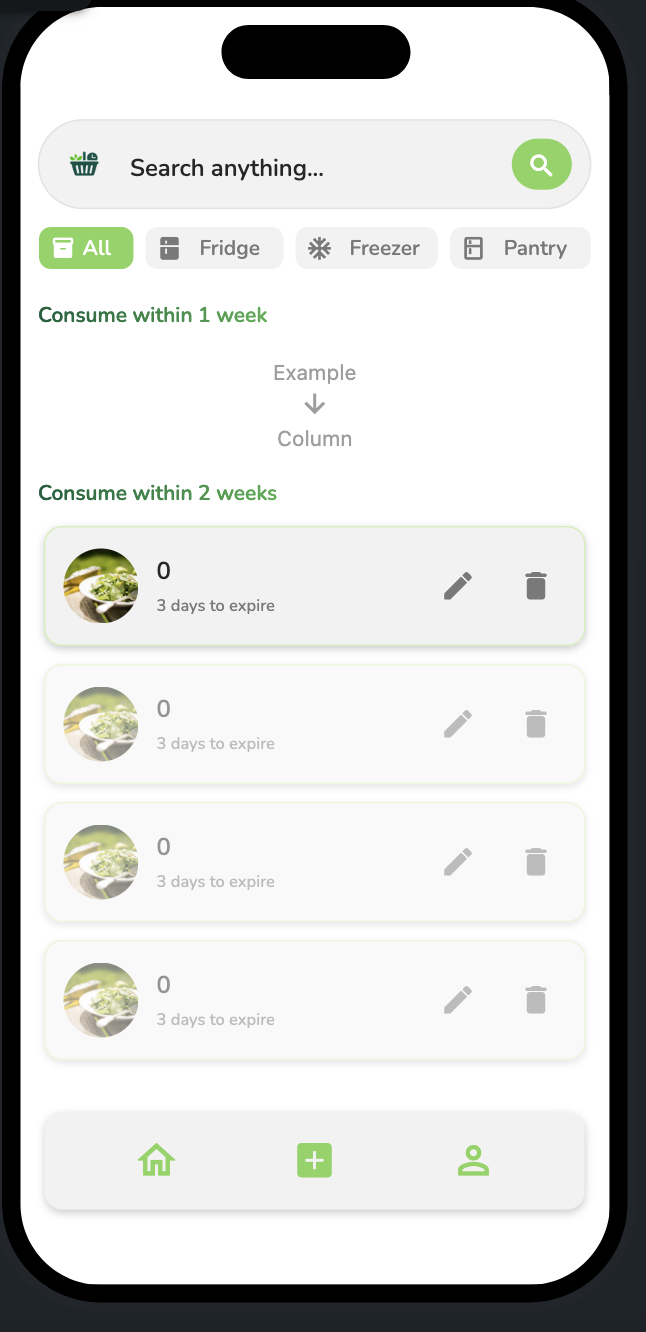 Search anything...
All Fridge Freezer Pantry
Consume within 1 week
Example
Column
Consume within 2 weeks
0
3 days to expire
0
3 days to expire
0
3 days to expire
0
3 days to expire